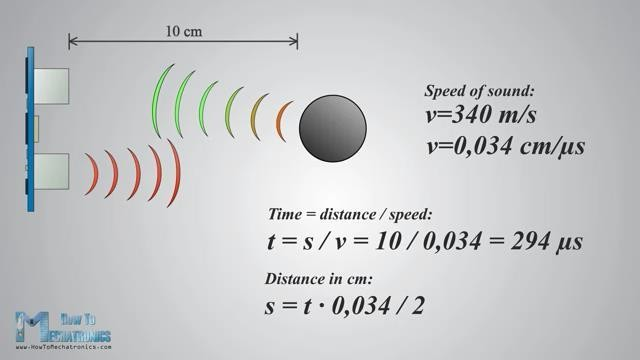 10 cm
Speed of sound:
v=340 m/s
v=0,034 cm/µs
Time = distance / speed:
t = s / v = 10 / 0,034 = 294 µs
Distance in cm:
s = t · 0,034 / 2
How To
Mechatronics
www.HowToMechatronics.com